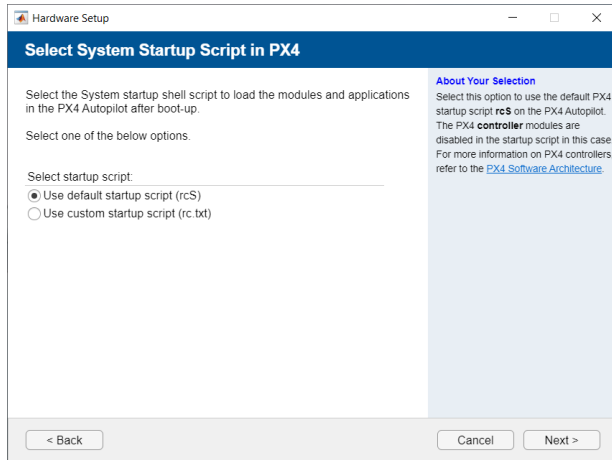 Hardware Setup
Select System Startup Script in PX4
Select the System startup shell script to load the modules and applications
in the PX4 Autopilot after boot-up.
Select one of the below options.
Select startup script:
Use default startup script (rcS)
Use custom startup script (rc.txt)
About Your Selection
Select this option to use the default PX4
startup script rcS on the PX4 Autopilot.
The PX4 controller modules are
disabled in the startup script in this case.
For more information on PX4 controllers
refer to the PX4 Software Architecture.
< Back
Cancel
Next >